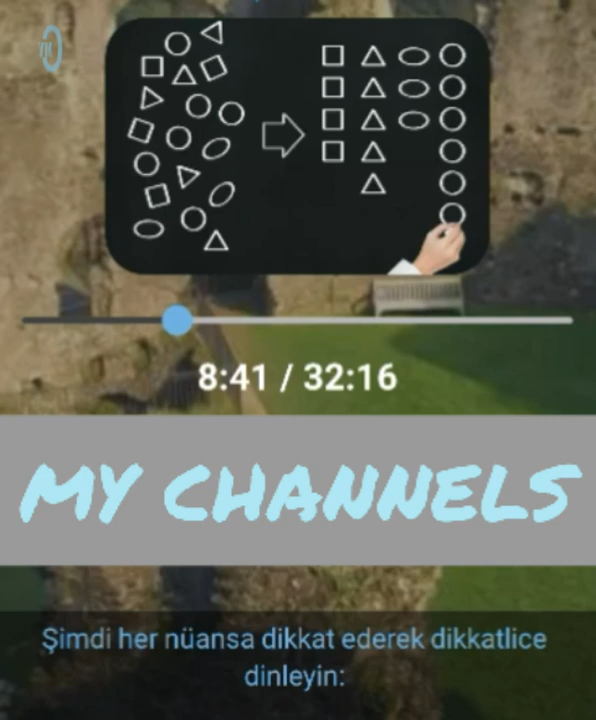 8:41 / 32:16
MY CHANNELS
Şimdi her nüansa dikkat ederek dikkatlice
dinleyin: